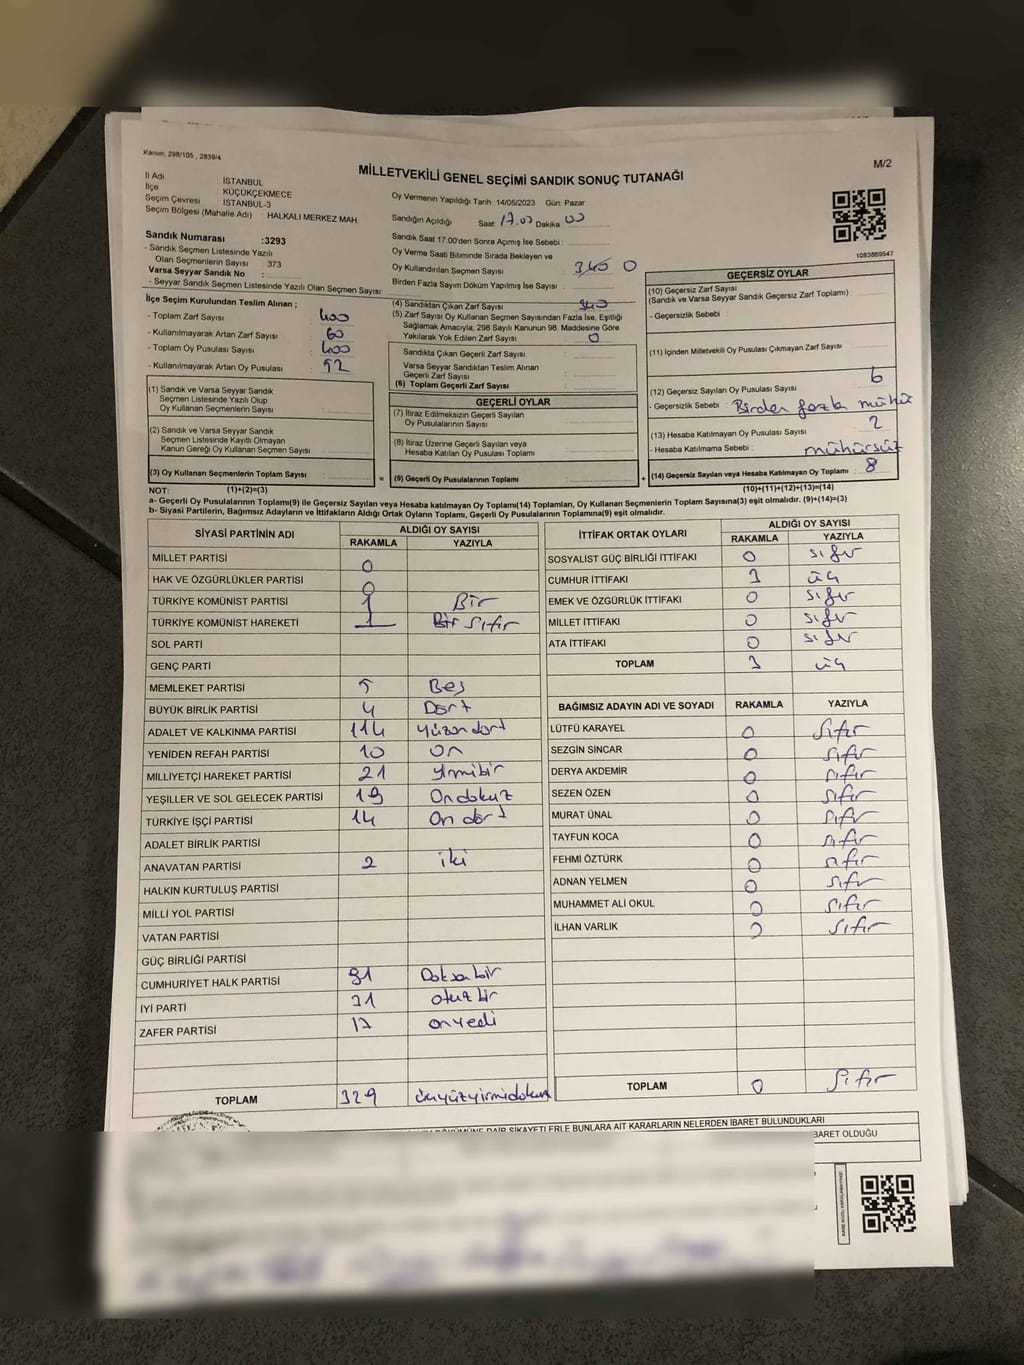 Kanun; 298/105 , 2839/4
MİLLETVEKİLİ GENEL SEÇİMİ SANDIK SONUÇ TUTANAĞI
M/2
İl Adı İSTANBUL
İlçe KÜÇÜKÇEKMECE
Seçim Çevresi İSTANBUL-3
Seçim Bölgesi (Mahalle Adı) HALKALI MERKEZ MAH.
Sandık Numarası :3293
- Sandık Seçmen Listesinde Yazılı
Olan Seçmenlerin Sayısı : 373
Varsa Seyyar Sandık No :
- Seyyar Sandık Seçmen Listesinde Yazılı Olan Seçmen Sayısı:
Oy Vermenin Yapıldığı Tarih 14/05/2023 Gün: Pazar
Sandığın Açıldığı Saat 17.00 Dakika 00
Sandık Saat 17:00'den Sonra Açılmış İse Sebebi :
Oy Verme Saati Bitiminde Sırada Bekleyen ve
Oy Kullandırılan Seçmen Sayısı : 340 0
Birden Fazla Sayım Döküm Yapılmış İse Sayısı :
1083869547
İlçe Seçim Kurulundan Teslim Alınan ;
- Toplam Zarf Sayısı : 400
- Kullanılmayarak Artan Zarf Sayısı : 60
- Toplam Oy Pusulası Sayısı : 400
- Kullanılmayarak Artan Oy Pusulası : 52
(4) Sandıktan Çıkan Zarf Sayısı : 340
(5) Zarf Sayısı Oy Kullanan Seçmen Sayısından Fazla İse, Eşitliği
Sağlamak Amacıyla, 298 Sayılı Kanunun 98. Maddesine Göre
Yakılarak Yok Edilen Zarf Sayısı : 0
Sandıkta Çıkan Geçerli Zarf Sayısı :
Varsa Seyyar Sandıktan Teslim Alınan
Geçerli Zarf Sayısı :
(6) Toplam Geçerli Zarf Sayısı :
GEÇERLİ OYLAR
(7) İtiraz Edilmeksizin Geçerli Sayılan
Oy Pusulalarının Sayısı :
(8) İtiraz Üzerine Geçerli Sayılan veya
Hesaba Katılan Oy Pusulası Toplamı :
(9) Geçerli Oy Pusulalarının Toplamı :
GEÇERSİZ OYLAR
(10) Geçersiz Zarf Sayısı
(Sandık ve Varsa Seyyar Sandık Geçersiz Zarf Toplamı)
- Geçersizlik Sebebi :
(11) İçinden Milletvekili Oy Pusulası Çıkmayan Zarf Sayısı :
(12) Geçersiz Sayılan Oy Pusulası Sayısı : 6
- Geçersizlik Sebebi : Birden fazla mühür
(13) Hesaba Katılmayan Oy Pusulası Sayısı : 2
- Hesaba Katılmama Sebebi : mühürsüz
(14) Geçersiz Sayılan veya Hesaba Katılmayan Oy Toplamı : 8
(1) Sandık ve Varsa Seyyar Sandık
Seçmen Listesinde Yazılı Olup
Oy Kullanan Seçmenlerin Sayısı :
(2) Sandık ve Varsa Seyyar Sandık
Seçmen Listesinde Kayıtlı Olmayan
Kanun Gereği Oy Kullanan Seçmen Sayısı :
(3) Oy Kullanan Seçmenlerin Toplam Sayısı :
= +
NOT: (1)+(2)=(3) (10)+(11)+(12)+(13)=(14)
a- Geçerli Oy Pusulalarının Toplamı(9) ile Geçersiz Sayılan veya Hesaba katılmayan Oy Toplamı(14) Toplamları, Oy Kullanan Seçmenlerin Toplam Sayısına(3) eşit olmalıdır. (9)+(14)=(3)
b- Siyasi Partilerin, Bağımsız Adayların ve İttifakların Aldığı Ortak Oyların Toplamı, Geçerli Oy Pusulalarının Toplamına(9) eşit olmalıdır.
SİYASİ PARTİNİN ADI ALDIĞI OY SAYISI
RAKAMLA YAZIYLA
MİLLET PARTİSİ 0
HAK VE ÖZGÜRLÜKLER PARTİSİ 0
TÜRKİYE KOMÜNİST PARTİSİ 1 Bir
TÜRKİYE KOMÜNİST HAREKETİ Bir Sıfır
SOL PARTİ
GENÇ PARTİ
MEMLEKET PARTİSİ 5 Beş
BÜYÜK BİRLİK PARTİSİ 4 Dört
ADALET VE KALKINMA PARTİSİ 114 yüzondört
YENİDEN REFAH PARTİSİ 10 on
MİLLİYETÇİ HAREKET PARTİSİ 21 yirmibir
YEŞİLLER VE SOL GELECEK PARTİSİ 19 Ondokuz
TÜRKİYE İŞÇİ PARTİSİ 14 On dört
ADALET BİRLİK PARTİSİ
ANAVATAN PARTİSİ 2 iki
HALKIN KURTULUŞ PARTİSİ
MİLLİ YOL PARTİSİ
VATAN PARTİSİ
GÜÇ BİRLİĞİ PARTİSİ
CUMHURİYET HALK PARTİSİ 91 Doksanbir
İYİ PARTİ 31 otuz bir
ZAFER PARTİSİ 17 onyedi
TOPLAM 329 üçyüzyirmidokuz
İTTİFAK ORTAK OYLARI ALDIĞI OY SAYISI
RAKAMLA YAZIYLA
SOSYALİST GÜÇ BİRLİĞİ İTTİFAKI 0 sıfır
CUMHUR İTTİFAKI 3 üç
EMEK VE ÖZGÜRLÜK İTTİFAKI 0 sıfır
MİLLET İTTİFAKI 0 sıfır
ATA İTTİFAKI 0 sıfır
TOPLAM 3 üç
BAĞIMSIZ ADAYIN ADI VE SOYADI RAKAMLA YAZIYLA
LÜTFÜ KARAYEL 0 sıfır
SEZGİN SİNCAR 0 sıfır
DERYA AKDEMİR 0 sıfır
SEZEN ÖZEN 0 sıfır
MURAT ÜNAL 0 sıfır
TAYFUN KOCA 0 sıfır
FEHMİ ÖZTÜRK 0 sıfır
ADNAN YELMEN 0 sıfır
MUHAMMET ALİ OKUL 0 sıfır
İLHAN VARLIK 0 sıfır
TOPLAM 0 sıfır
DÖKÜMÜNE DAİR ŞİKAYETLERLE BUNLARA AİT KARARLARIN NELERDEN İBARET BULUNDUKLARI
BARET OLDUĞU